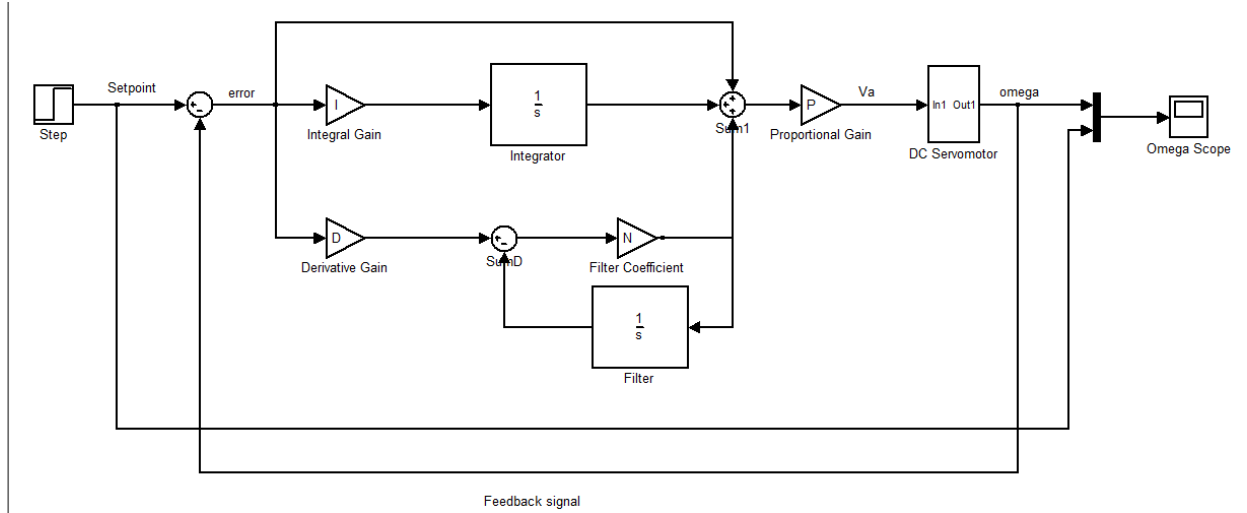 Setpoint
error
Step
I
Integral Gain
1
s
Integrator
Sum1
P
Proportional Gain
Va
In1 Out1
DC Servomotor
omega
Omega Scope
D
Derivative Gain
SumD
N
Filter Coefficient
1
s
Filter
Feedback signal